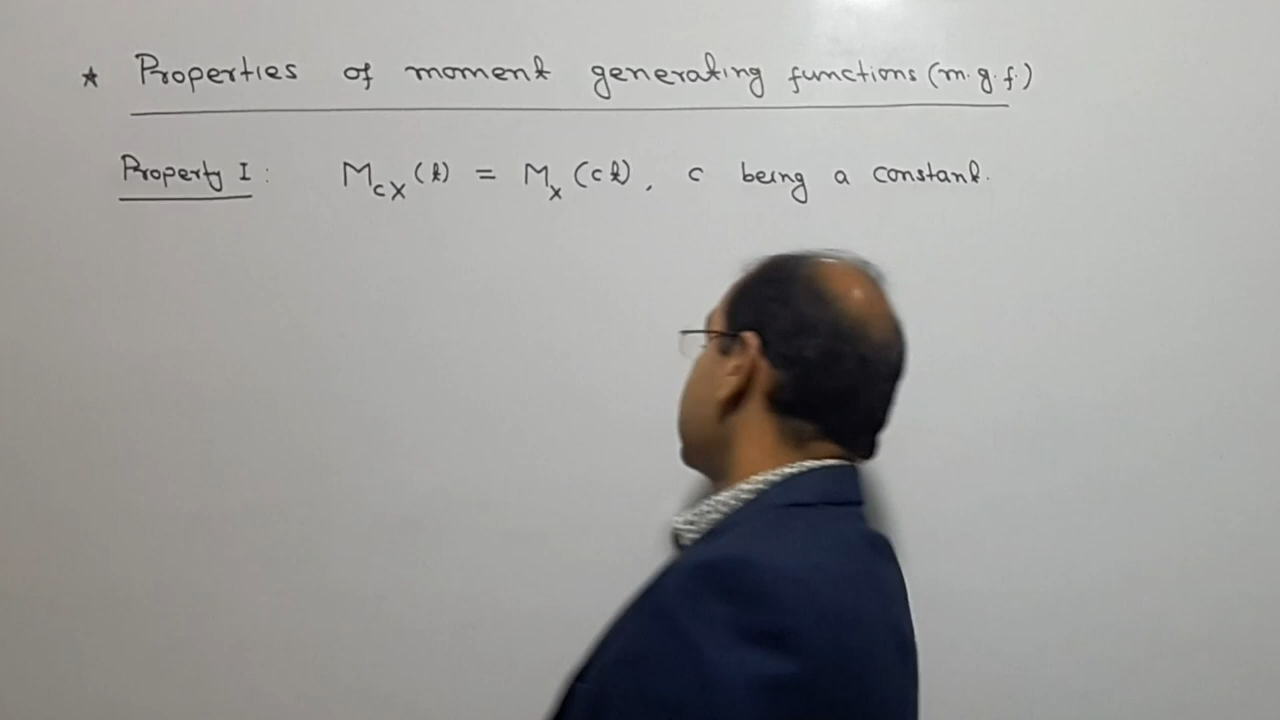 * Properties of moment generating functions (m.g.f.)
Property I: M_cX (t) = M_x (ct), c being a constant.